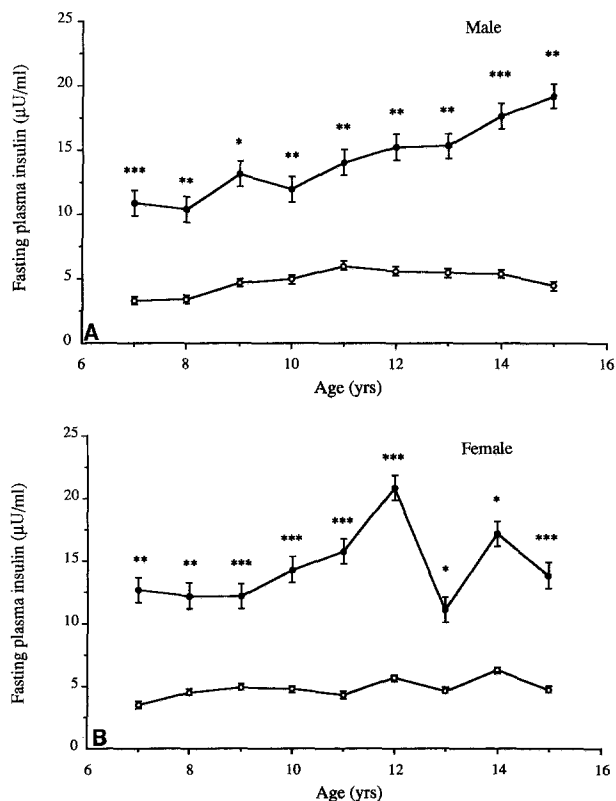 Male
Fasting plasma insulin (μU/ml)
25
20
15
10
5
0
*** ** * ** ** ** ** *** **
A
6 8 10 12 14 16
Age (yrs)
Female
Fasting plasma insulin (μU/ml)
25
20
15
10
5
0
** ** *** *** *** *** * * ***
B
6 8 10 12 14 16
Age (yrs)